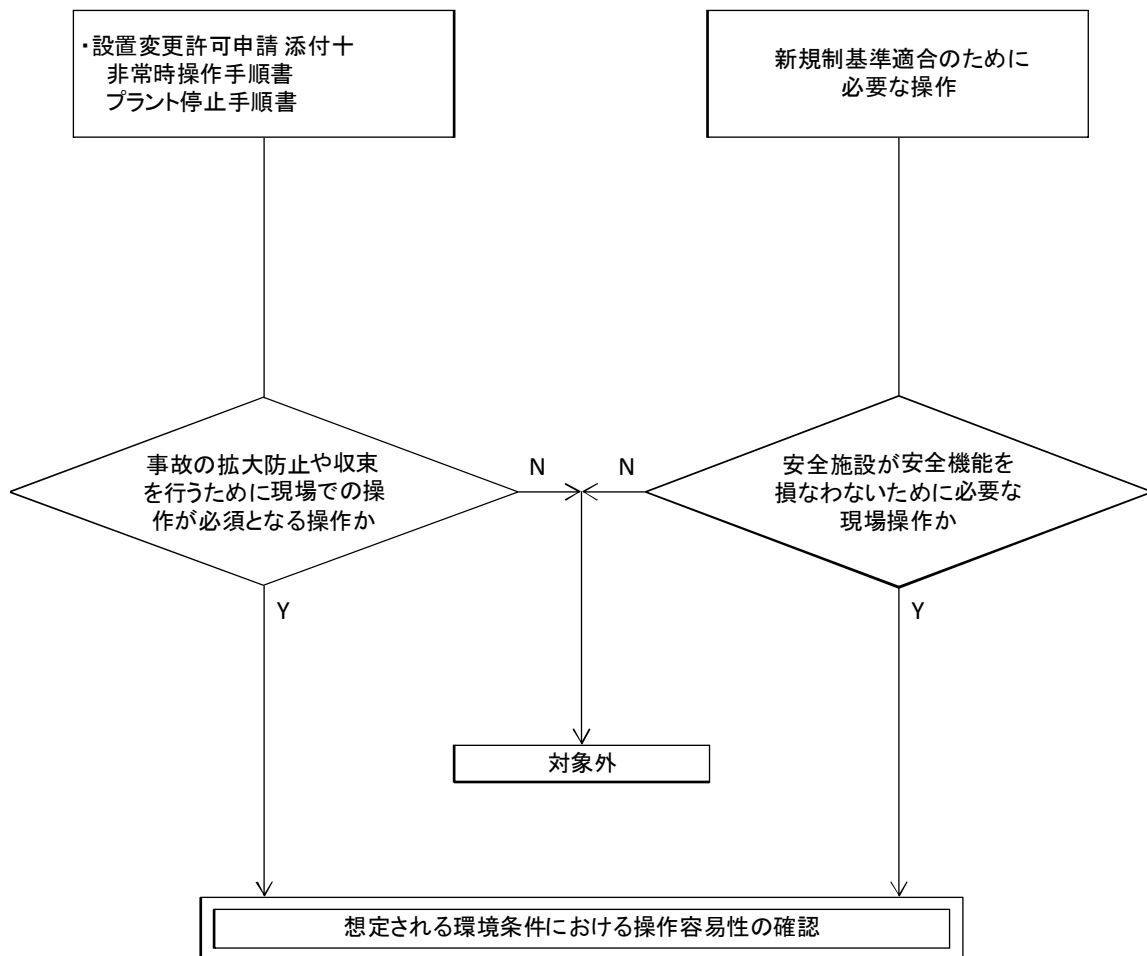 ・設置変更許可申請 添付十
非常時操作手順書
プラント停止手順書
新規制基準適合のために
必要な操作
事故の拡大防止や収束
を行うために現場での操
作が必須となる操作か
N
N
安全施設が安全機能を
損なわないために必要な
現場操作か
Y
Y
対象外
想定される環境条件における操作容易性の確認